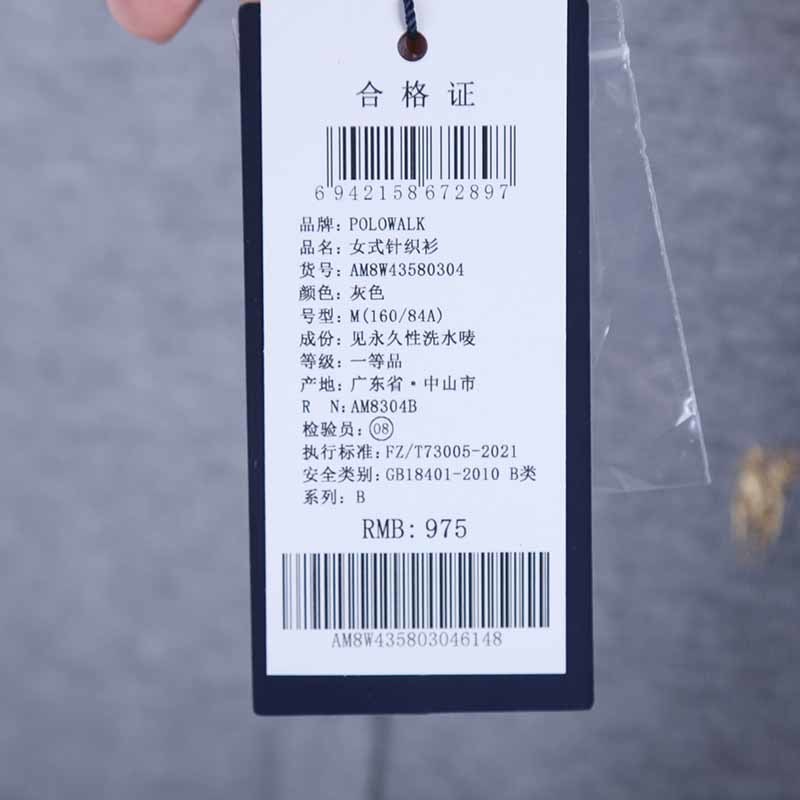 合格证
6942158672897
品牌: POLOWALK
品名: 女式针织衫
货号: AM8W43580304
颜色: 灰色
号型: M(160/84A)
成份: 见永久性洗水唛
等级: 一等品
产地: 广东省·中山市
R N: AM8304B
检验员: 08
执行标准: FZ/T73005-2021
安全类别: GB18401-2010 B类
系列: B
RMB: 975
AM8W435803046148